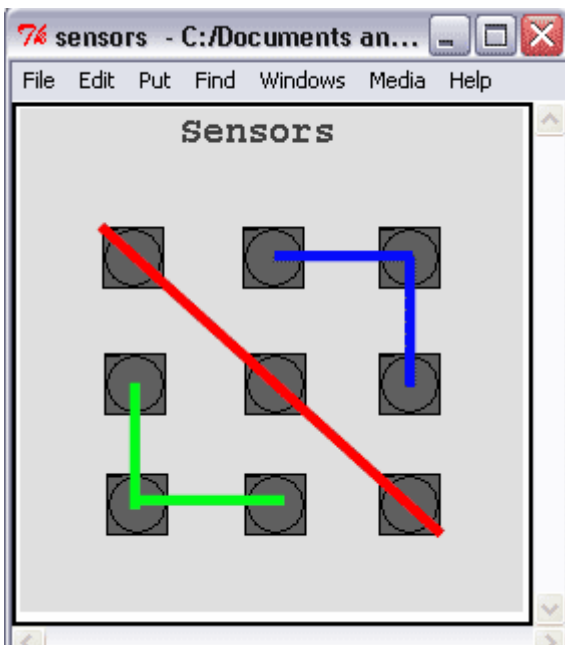 sensors - C:/Documents an...
File Edit Put Find Windows Media Help
Sensors